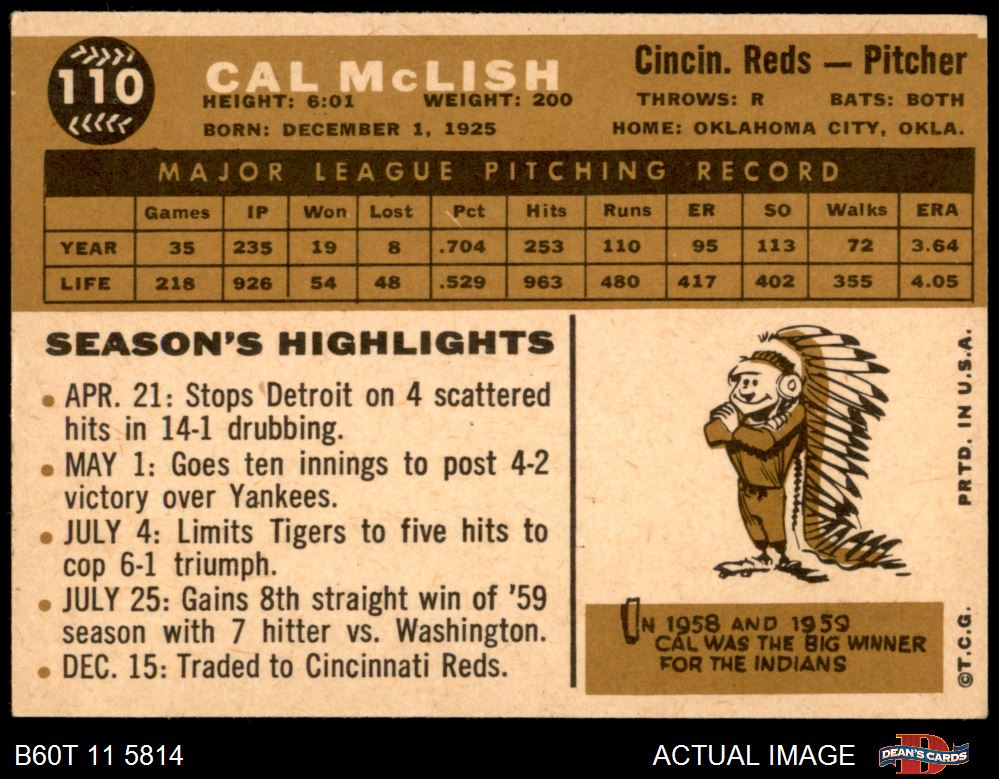 110
CAL McLISH
Cincin. Reds — Pitcher
HEIGHT: 6:01 WEIGHT: 200 THROWS: R BATS: BOTH
BORN: DECEMBER 1, 1925 HOME: OKLAHOMA CITY, OKLA.
MAJOR LEAGUE PITCHING RECORD
Games IP Won Lost Pct Hits Runs ER SO Walks ERA
YEAR 35 235 19 8 .704 253 110 95 113 72 3.64
LIFE 218 926 54 48 .529 963 480 417 402 355 4.05
SEASON'S HIGHLIGHTS
• APR. 21: Stops Detroit on 4 scattered
hits in 14-1 drubbing.
• MAY 1: Goes ten innings to post 4-2
victory over Yankees.
• JULY 4: Limits Tigers to five hits to
cop 6-1 triumph.
• JULY 25: Gains 8th straight win of '59
season with 7 hitter vs. Washington.
• DEC. 15: Traded to Cincinnati Reds.
IN 1958 AND 1959
CAL WAS THE BIG WINNER
FOR THE INDIANS
©T.C.G. PRTD. IN U.S.A.
B60T 11 5814
ACTUAL IMAGE
DEAN'S CARDS